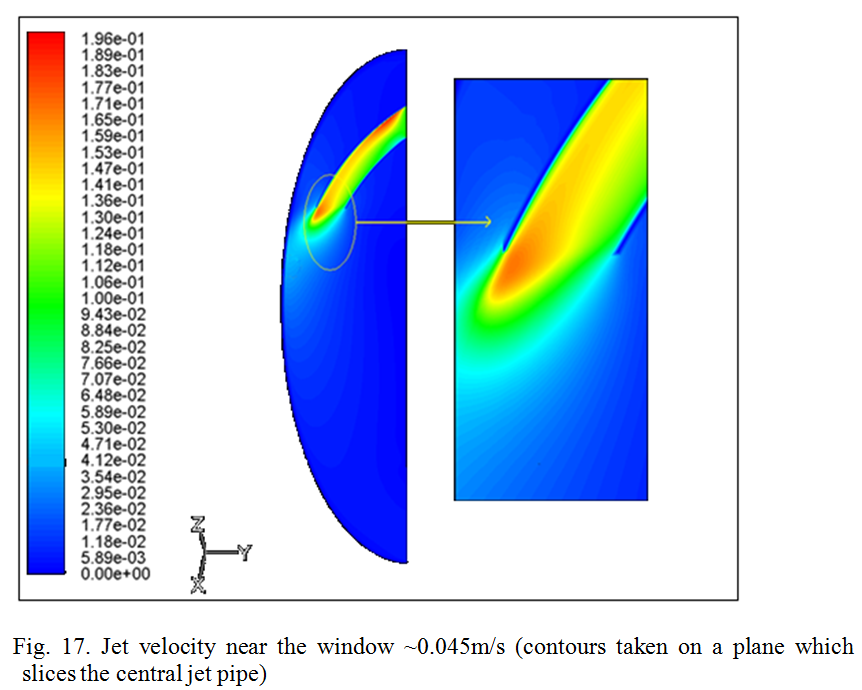 1.96e-01
1.89e-01
1.83e-01
1.77e-01
1.71e-01
1.65e-01
1.59e-01
1.53e-01
1.47e-01
1.41e-01
1.36e-01
1.30e-01
1.24e-01
1.18e-01
1.12e-01
1.06e-01
1.00e-01
9.43e-02
8.84e-02
8.25e-02
7.66e-02
7.07e-02
6.48e-02
5.89e-02
5.30e-02
4.71e-02
4.12e-02
3.54e-02
2.95e-02
2.36e-02
1.77e-02
1.18e-02
5.89e-03
0.00e+00
Z
Y
X
Fig. 17. Jet velocity near the window ~0.045m/s (contours taken on a plane which
slices the central jet pipe)